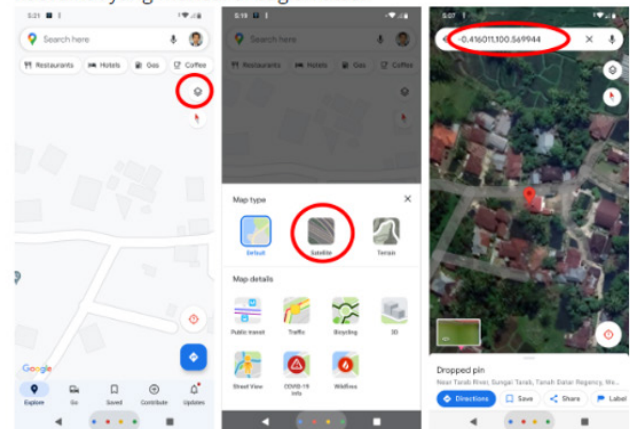 5:21
Search here
Restaurants
Hotels
Gas
Coffee
Google
Explore
Go
Saved
Contribute
Updates
5:18
Search here
Restaurants
Hotels
Gas
Coffee
Map type
Default
Satellite
Terrain
Map details
Public transit
Traffic
Bicycling
3D
Street View
COVID-19
info
Wildfires
5:07
-0.416011,100.569944
Dropped pin
Near Tarab River, Sungai Tarab, Tanah Datar Regency, We...
Directions
Save
Share
Label